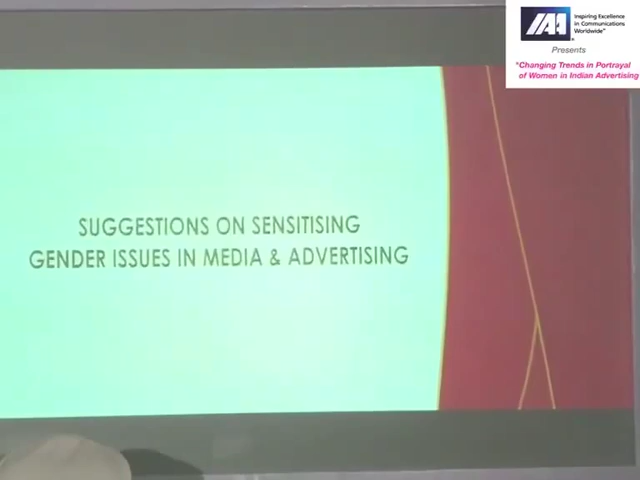 IAA
Inspiring Excellence
in Communications
Worldwide"
Presents
"Changing Trends in Portrayal
of Women in Indian Advertising
SUGGESTIONS ON SENSITISING
GENDER ISSUES IN MEDIA & ADVERTISING